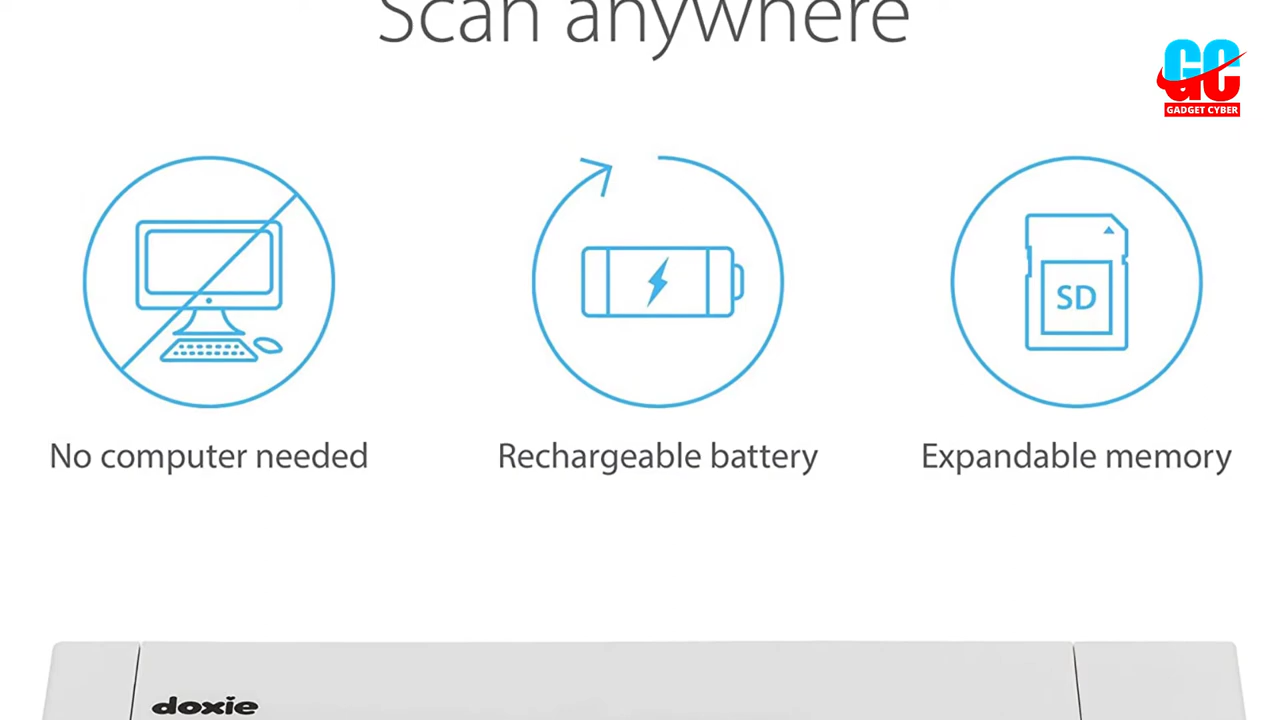 Scan anywhere
GC
GADGET CYBER
SD
No computer needed
Rechargeable battery
Expandable memory
doxie